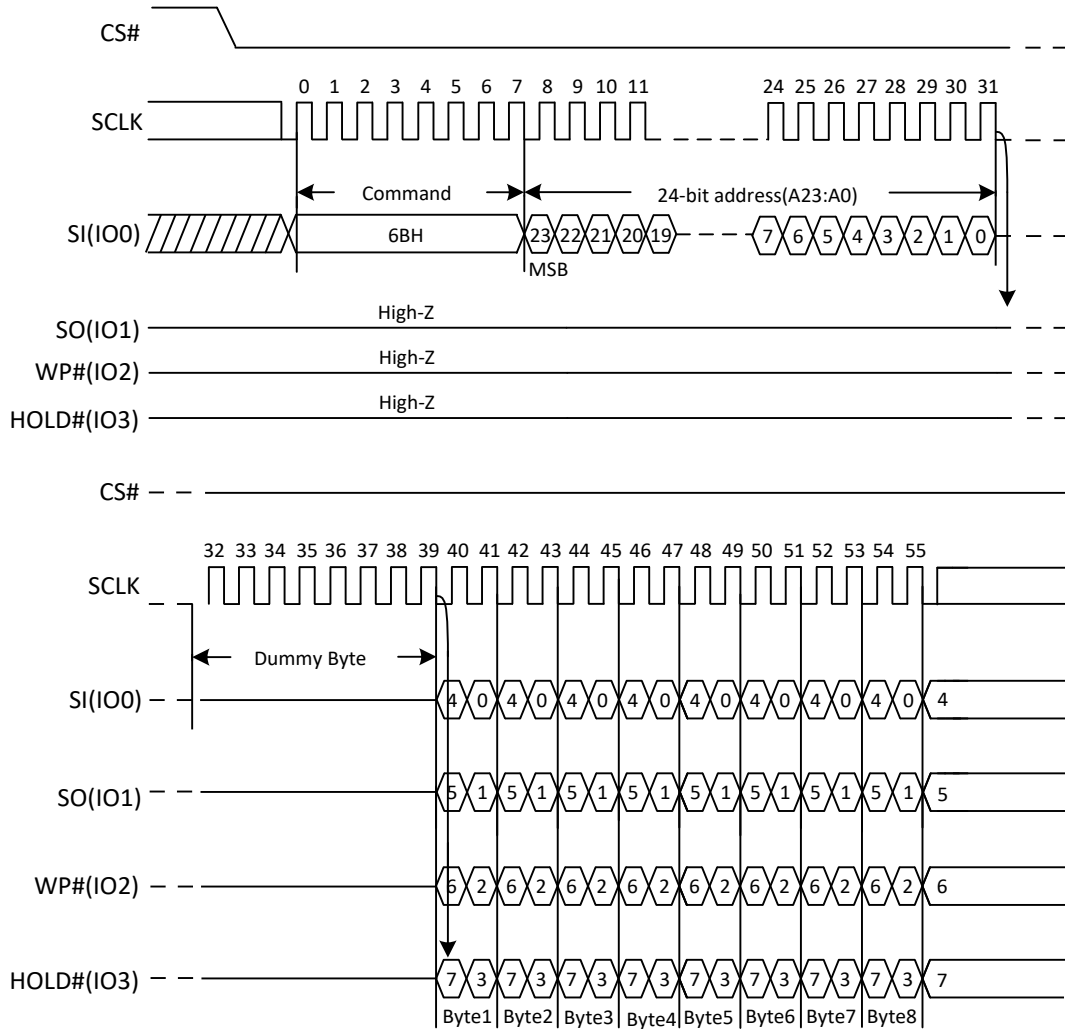 CS#
0 1 2 3 4 5 6 7 8 9 10 11 24 25 26 27 28 29 30 31
SCLK
Command 24-bit address(A23:A0)
SI(IO0) 6BH 23 22 21 20 19 7 6 5 4 3 2 1 0
MSB
High-Z
SO(IO1)
High-Z
WP#(IO2)
High-Z
HOLD#(IO3)
CS#
32 33 34 35 36 37 38 39 40 41 42 43 44 45 46 47 48 49 50 51 52 53 54 55
SCLK
Dummy Byte
SI(IO0) 4 0 4 0 4 0 4 0 4 0 4 0 4 0 4 0 4
SO(IO1) 5 1 5 1 5 1 5 1 5 1 5 1 5 1 5 1 5
WP#(IO2) 6 2 6 2 6 2 6 2 6 2 6 2 6 2 6 2 6
HOLD#(IO3) 7 3 7 3 7 3 7 3 7 3 7 3 7 3 7 3 7
Byte1 Byte2 Byte3 Byte4 Byte5 Byte6 Byte7 Byte8